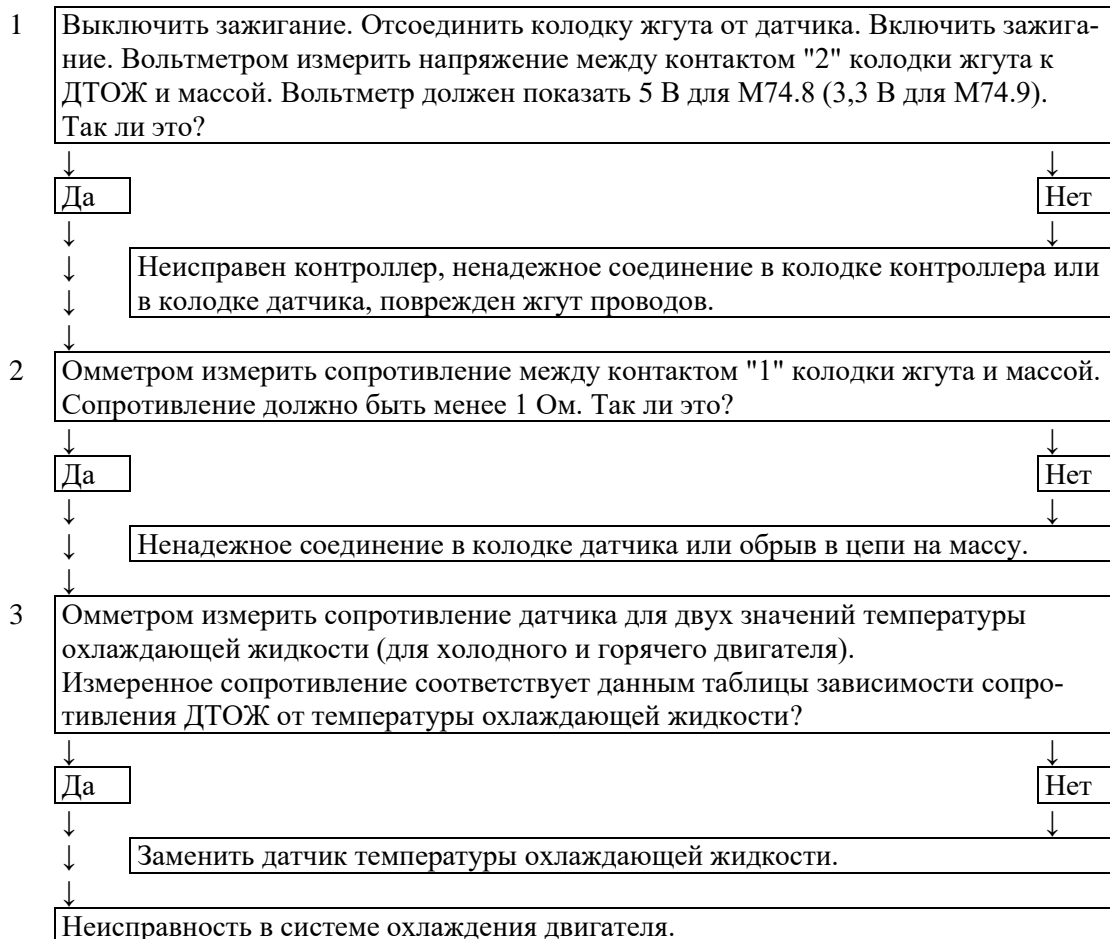 1 Выключить зажигание. Отсоединить колодку жгута от датчика. Включить зажига-
ние. Вольтметром измерить напряжение между контактом "2" колодки жгута к
ДТОЖ и массой. Вольтметр должен показать 5 В для М74.8 (3,3 В для М74.9).
Так ли это?
↓ ↓
Да Нет
↓ ↓
↓ Неисправен контроллер, ненадежное соединение в колодке контроллера или
↓ в колодке датчика, поврежден жгут проводов.
↓
2 Омметром измерить сопротивление между контактом "1" колодки жгута и массой.
Сопротивление должно быть менее 1 Ом. Так ли это?
↓ ↓
Да Нет
↓ ↓
↓ Ненадежное соединение в колодке датчика или обрыв в цепи на массу.
↓
3 Омметром измерить сопротивление датчика для двух значений температуры
охлаждающей жидкости (для холодного и горячего двигателя).
Измеренное сопротивление соответствует данным таблицы зависимости сопро-
тивления ДТОЖ от температуры охлаждающей жидкости?
↓ ↓
Да Нет
↓ ↓
↓ Заменить датчик температуры охлаждающей жидкости.
↓
Неисправность в системе охлаждения двигателя.